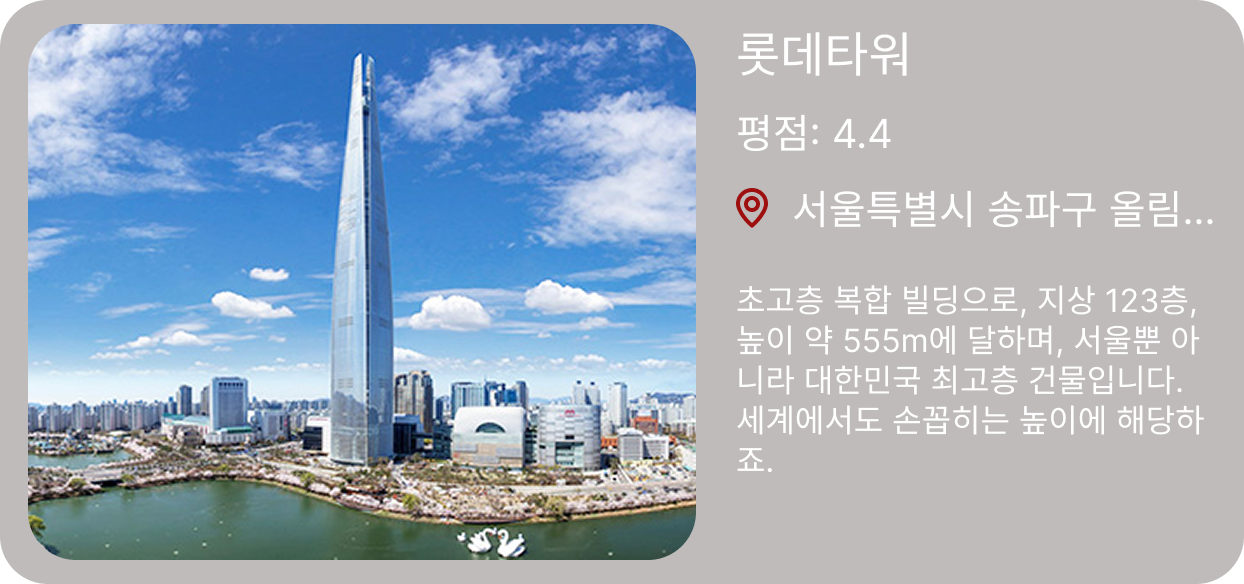 롯데타워
평점: 4.4
서울특별시 송파구 올림...
초고층 복합 빌딩으로, 지상 123층,
높이 약 555m에 달하며, 서울뿐 아
니라 대한민국 최고층 건물입니다.
세계에서도 손꼽히는 높이에 해당하
죠.